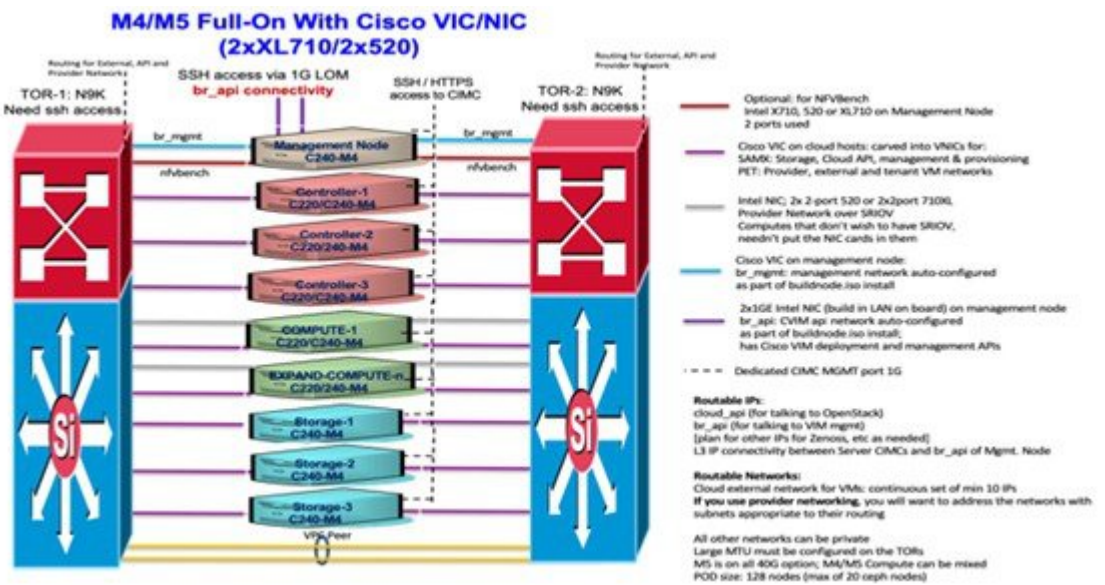 M4/M5 Full-On With Cisco VIC/NIC
(2xXL710/2x520)
Routing for External, API and
Provider Network
TOR-1: N9K
Need ssh access
SSH access via 1G LOM
br_api connectivity
SSH / HTTPS
access to CIMC
Routing for External, API and
Provider Network
TOR-2: N9K
Need ssh access
br_mgmt
br_mgmt
Management Node
C240-M4
nfvbench
nfvbench
Controller-1
C220/C240-M4
Controller-2
C220/240-M4
Controller-3
C220/C240-M4
COMPUTE-1
C220/C240-M4
EXPAND-COMPUTE-n
C220/240-M4
Storage-1
C240-M4
Storage-2
C240-M4
Storage-3
C240-M4
VPC Peer
Si
Si
Optional: for NFVBench
Intel X710, 520 or XL710 on Management Node
2 ports used
Cisco VIC on cloud hosts: carved into VNICs for:
SAMX: Storage, Cloud API, management & provisioning
PET: Provider, external and tenant VM networks
Intel NIC; 2x 2-port 520 or 2x2port 710XL
Provider Network over SRIOV
Computes that don't wish to have SRIOV,
needn't put the NIC cards in them
Cisco VIC on management node:
br_mgmt: management network auto-configured
as part of buildnode.iso install
2x1GE Intel NIC (build in LAN on board) on management node
br_api: CVIM api network auto-configured
as part of buildnode.iso install;
has Cisco VIM deployment and management APIs
Dedicated CIMC MGMT port 1G
Routable IPs:
cloud_api (for talking to OpenStack)
br_api (for talking to VIM mgmt)
[plan for other IPs for Zenoss, etc as needed]
L3 IP connectivity between Server CIMCs and br_api of Mgmt. Node
Routable Networks:
Cloud external network for VMs: continuous set of min 10 IPs
If you use provider networking, you will want to address the networks with
subnets appropriate to their routing
All other networks can be private
Large MTU must be configured on the TORs
M5 is on all 40G option; M4/M5 Compute can be mixed
POD size: 128 nodes (max of 20 ceph nodes)